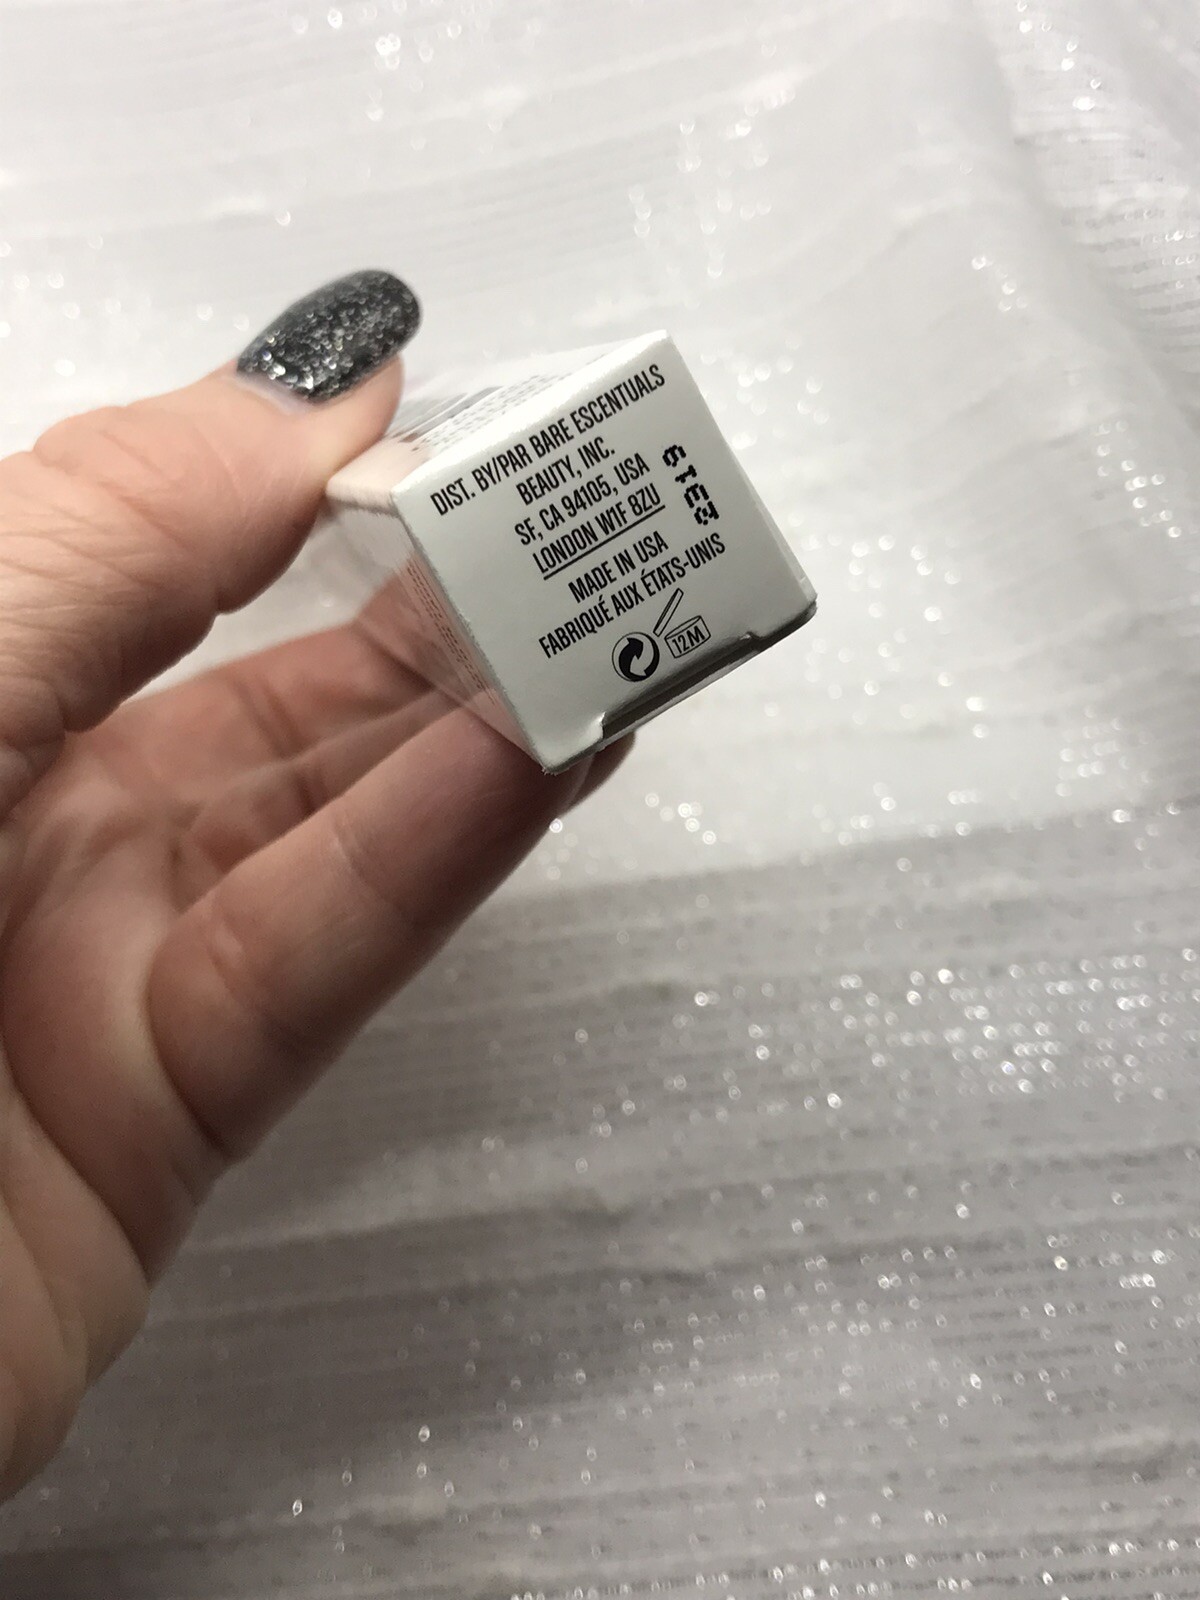 DIST. BY/PAR BARE ESCENTUALS
BEAUTY, INC.
SF, CA 94105, USA
LONDON W1F 8ZU
MADE IN USA
FABRIQUÉ AUX ÉTATS-UNIS
12M